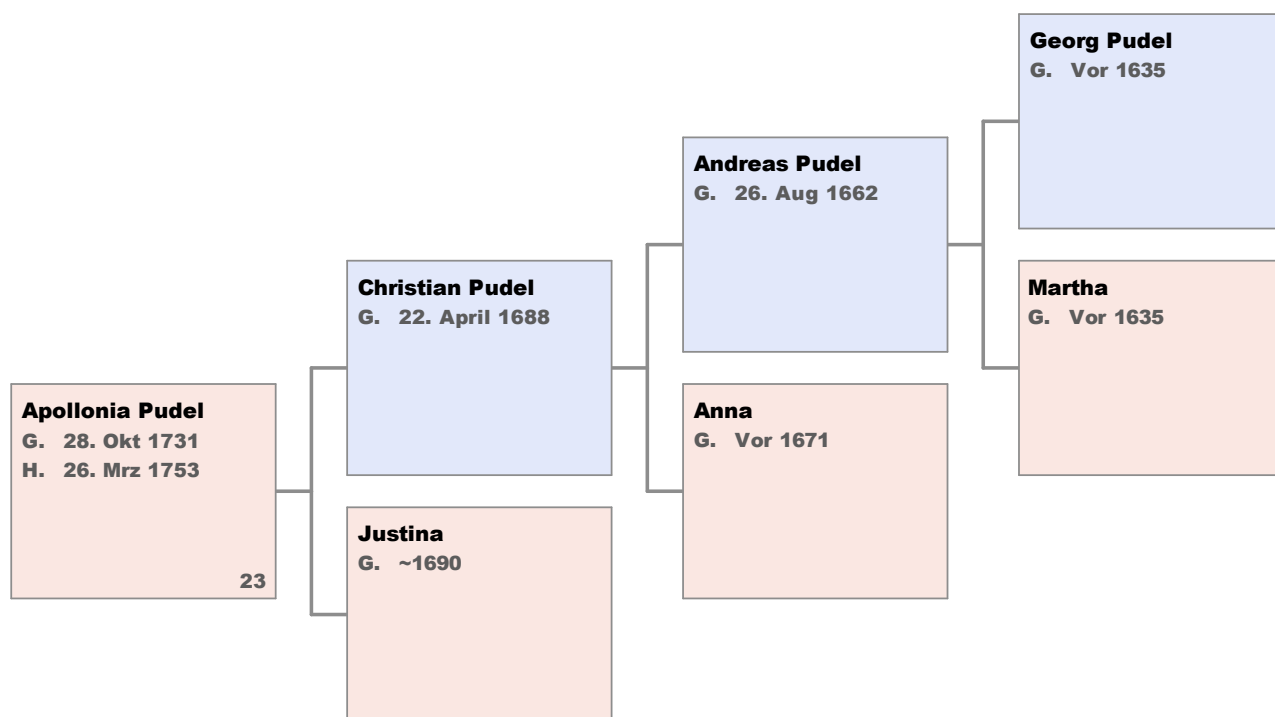 Georg Pudel
G. Vor 1635
Andreas Pudel
G. 26. Aug 1662
Christian Pudel
G. 22. April 1688
Martha
G. Vor 1635
Apollonia Pudel
G. 28. Okt 1731
H. 26. Mrz 1753
23
Anna
G. Vor 1671
Justina
G. ~1690